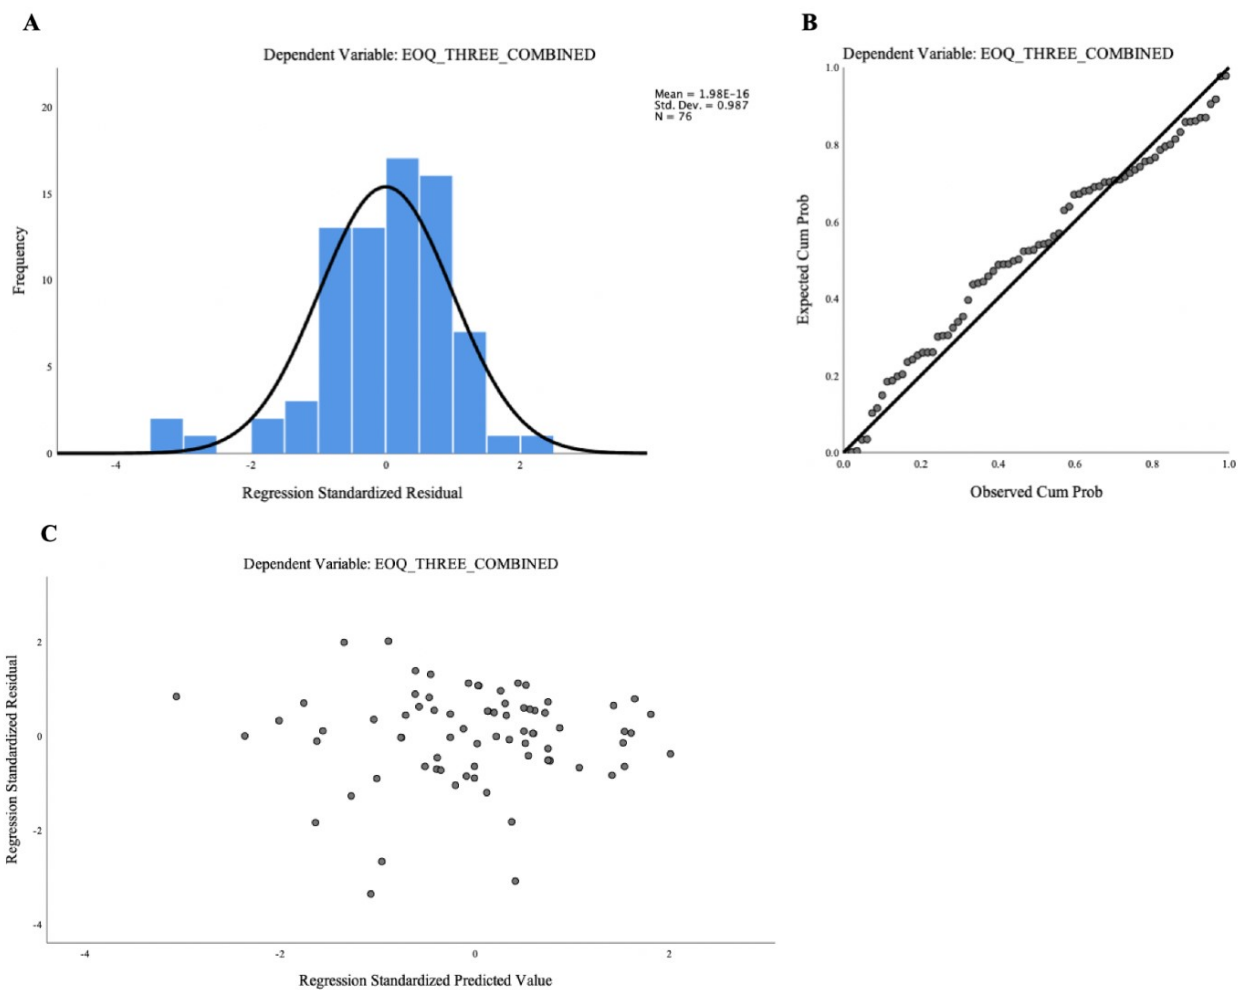 A
Dependent Variable: EOQ_THREE_COMBINED
Mean = 1.98E-16
Std. Dev. = 0.987
N = 76
20
15
10
5
0
Frequency
-4 -2 0 2
Regression Standardized Residual
B
Dependent Variable: EOQ_THREE_COMBINED
1.0
0.8
0.6
0.4
0.2
0.0
Expected Cum Prob
0.0 0.2 0.4 0.6 0.8 1.0
Observed Cum Prob
C
Dependent Variable: EOQ_THREE_COMBINED
2
0
-2
-4
Regression Standardized Residual
-4 -2 0 2
Regression Standardized Predicted Value